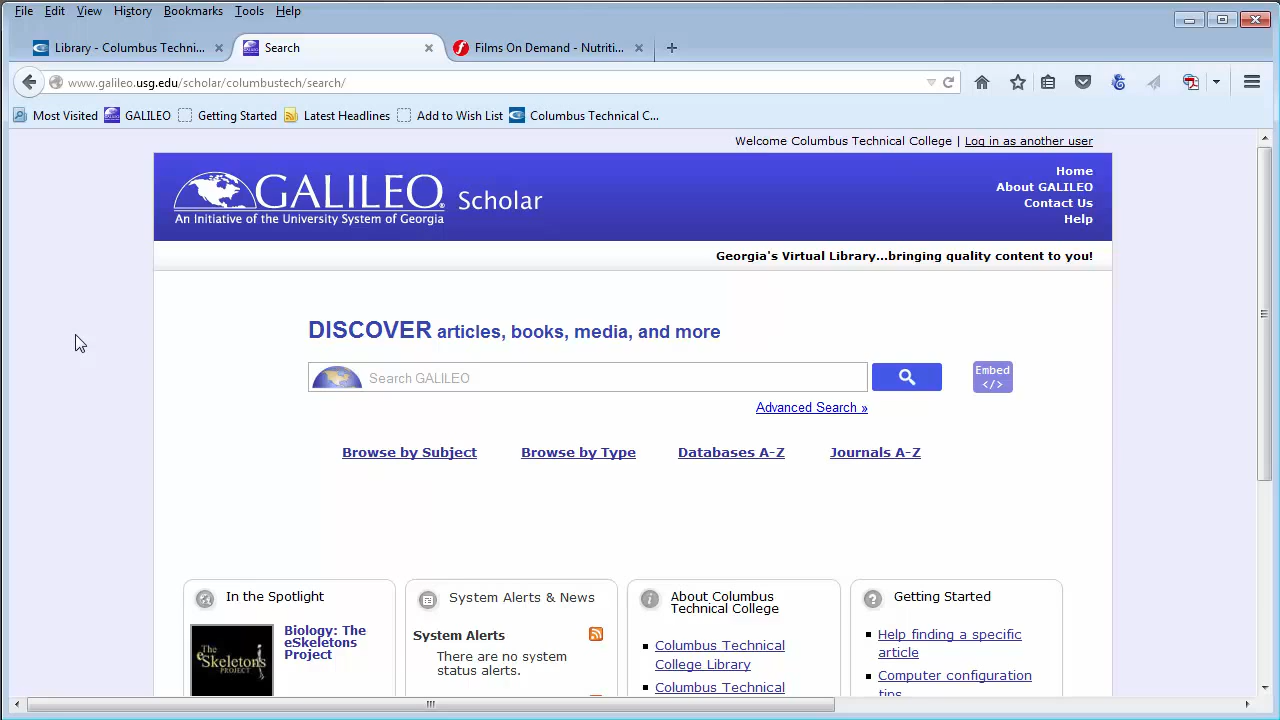 File Edit View History Bookmarks Tools Help
Library - Columbus Techni...
Search
Films On Demand - Nutriti...
www.galileo.usg.edu/scholar/columbustech/search/
Most Visited GALILEO Getting Started Latest Headlines Add to Wish List Columbus Technical C...
Welcome Columbus Technical College | Log in as another user
GALILEO® Scholar
An Initiative of the University System of Georgia
Home
About GALILEO
Contact Us
Help
Georgia's Virtual Library...bringing quality content to you!
DISCOVER articles, books, media, and more
Search GALILEO
Embed
</>
Advanced Search »
Browse by Subject Browse by Type Databases A-Z Journals A-Z
In the Spotlight
The
eSkeletons
PROJECT
Biology: The
eSkeletons
Project
System Alerts & News
System Alerts
There are no system
status alerts.
About Columbus
Technical College
Columbus Technical
College Library
Columbus Technical
Getting Started
Help finding a specific
article
Computer configuration
tips